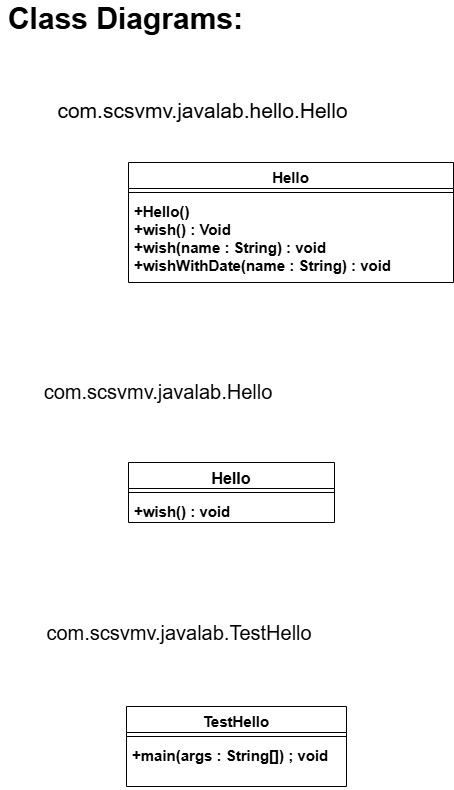 Class Diagrams:
com.scsvmv.javalab.hello.Hello
Hello
+Hello()
+wish() : Void
+wish(name : String) : void
+wishWithDate(name : String) : void
com.scsvmv.javalab.Hello
Hello
+wish() : void
com.scsvmv.javalab.TestHello
TestHello
+main(args : String[]) ; void